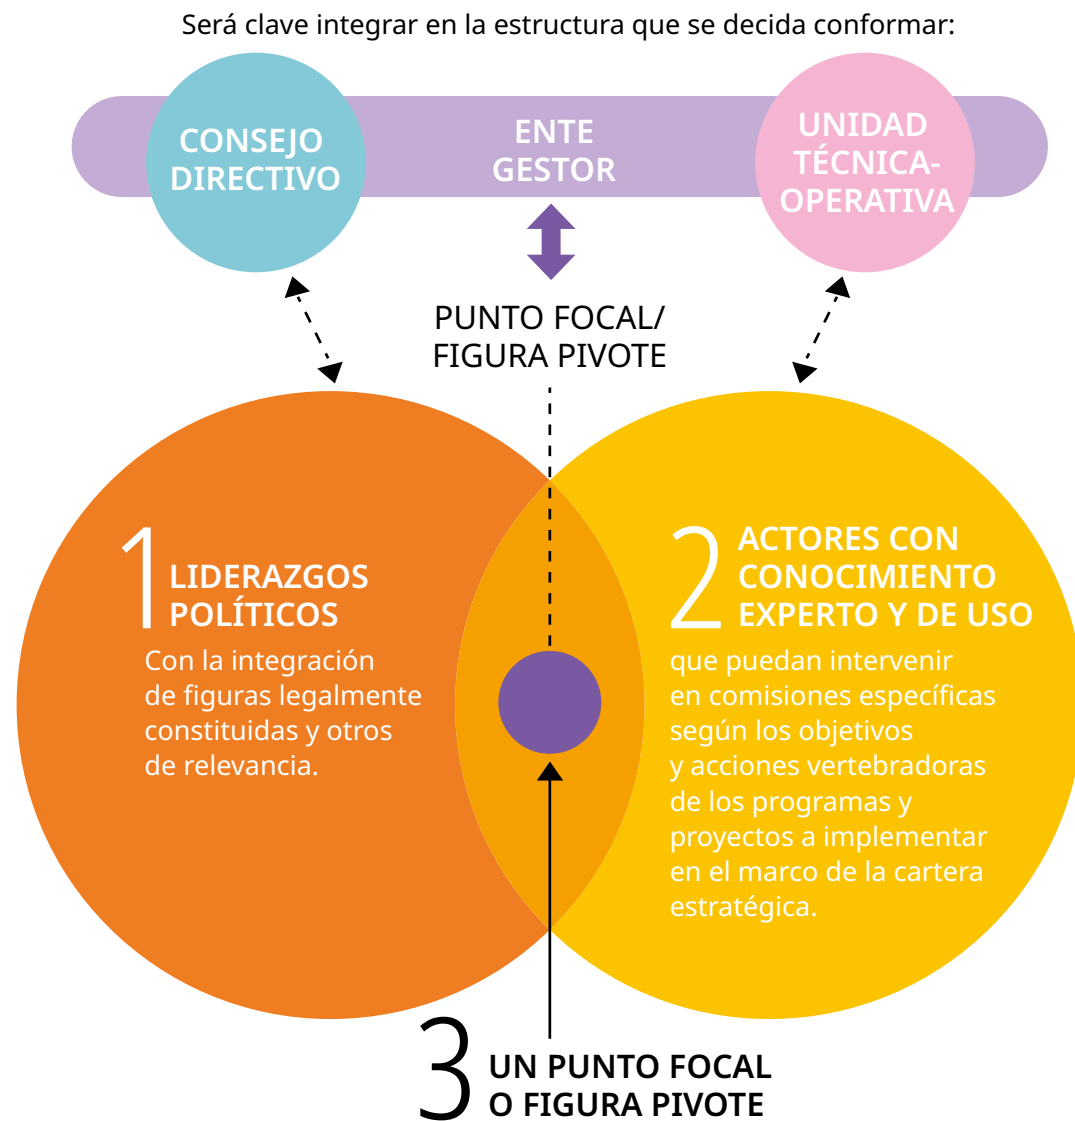 Será clave integrar en la estructura que se decida conformar:
CONSEJO
DIRECTIVO
ENTE
GESTOR
UNIDAD
TÉCNICA-
OPERATIVA
PUNTO FOCAL/
FIGURA PIVOTE
1
LIDERAZGOS
POLÍTICOS
Con la integración
de figuras legalmente
constituidas y otros
de relevancia.
2
ACTORES CON
CONOCIMIENTO
EXPERTO Y DE USO
que puedan intervenir
en comisiones específicas
según los objetivos
y acciones vertebradoras
de los programas y
proyectos a implementar
en el marco de la cartera
estratégica.
3
UN PUNTO FOCAL
O FIGURA PIVOTE